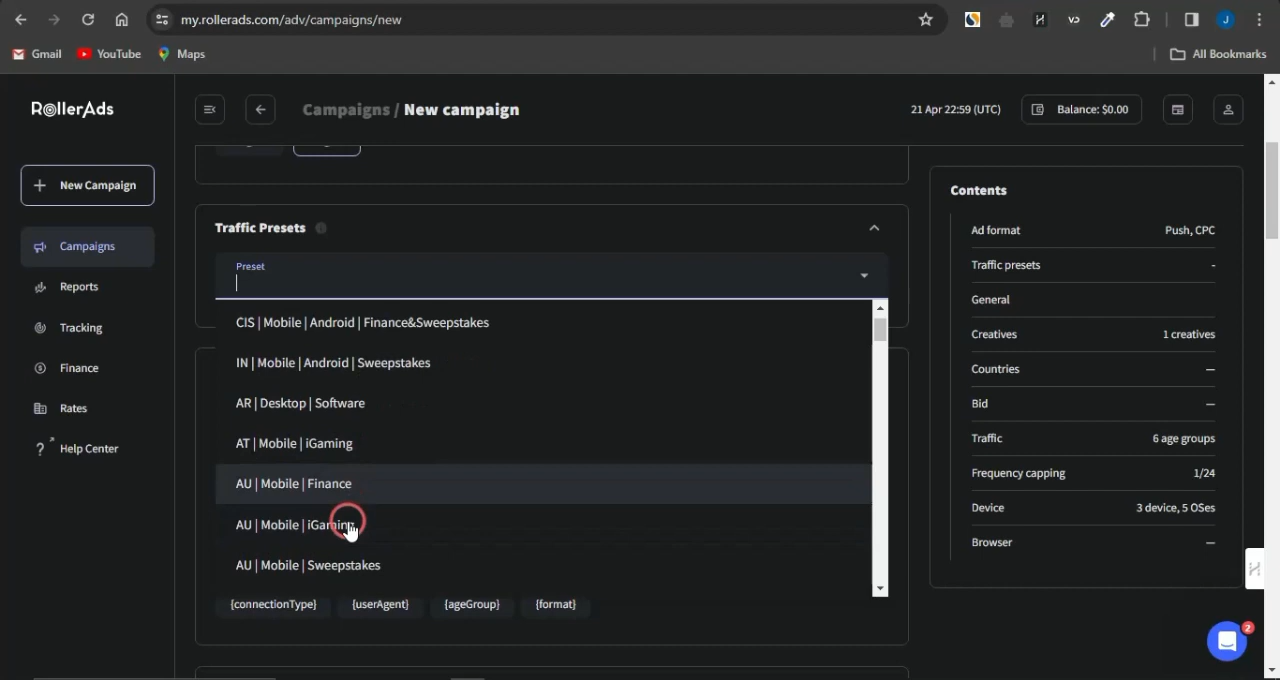 my.rollerads.com/adv/campaigns/new
Gmail YouTube Maps All Bookmarks
RollerAds Campaigns / New campaign 21 Apr 22:59 (UTC) Balance: $0.00
New Campaign
Campaigns
Reports
Tracking
Finance
Rates
Help Center
Traffic Presets
Preset
CIS | Mobile | Android | Finance&Sweepstakes
IN | Mobile | Android | Sweepstakes
AR | Desktop | Software
AT | Mobile | iGaming
AU | Mobile | Finance
AU | Mobile | iGaming
AU | Mobile | Sweepstakes
{connectionType} {userAgent} {ageGroup} {format}
Contents
Ad format Push, CPC
Traffic presets -
General
Creatives 1 creatives
Countries —
Bid —
Traffic 6 age groups
Frequency capping 1/24
Device 3 device, 5 OSes
Browser —
2